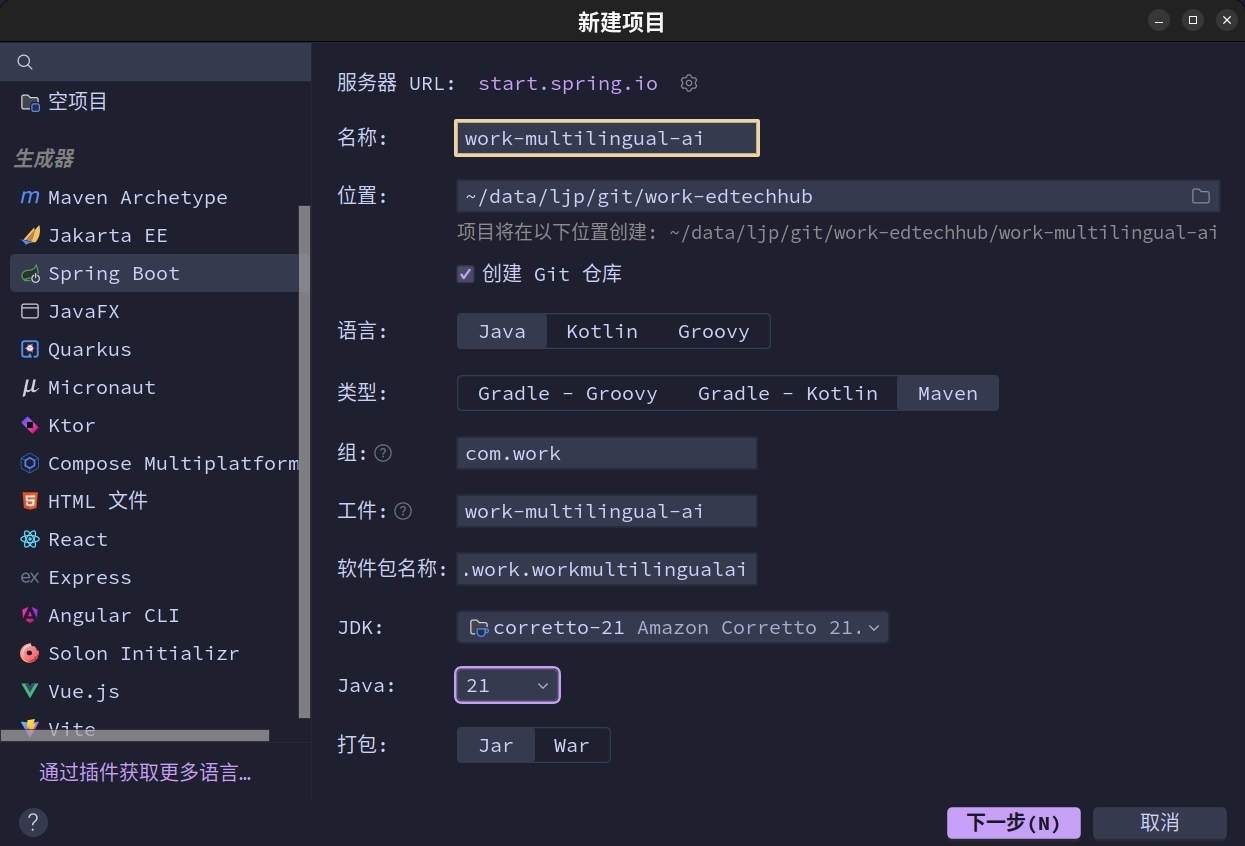 新建项目
空项目
生成器
Maven Archetype
Jakarta EE
Spring Boot
JavaFX
Quarkus
Micronaut
Ktor
Compose Multiplatform
HTML 文件
React
Express
Angular CLI
Solon Initializr
Vue.js
Vite
通过插件获取更多语言…
?
服务器 URL: start.spring.io
名称: work-multilingual-ai
位置: ~/data/ljp/git/work-edtechhub
项目将在以下位置创建: ~/data/ljp/git/work-edtechhub/work-multilingual-ai
创建 Git 仓库
语言: Java Kotlin Groovy
类型: Gradle - Groovy Gradle - Kotlin Maven
组: ? com.work
工件: ? work-multilingual-ai
软件包名称: .work.workmultilingualai
JDK: corretto-21 Amazon Corretto 21.
Java: 21
打包: Jar War
下一步(N) 取消